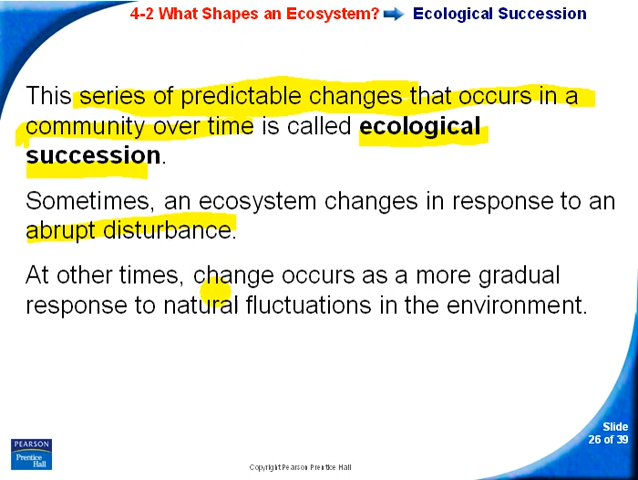 4-2 What Shapes an Ecosystem? Ecological Succession
This series of predictable changes that occurs in a
community over time is called ecological
succession.
Sometimes, an ecosystem changes in response to an
abrupt disturbance.
At other times, change occurs as a more gradual
response to natural fluctuations in the environment.
Slide
26 of 39
PEARSON
Prentice
Hall
Copyright Pearson Prentice Hall